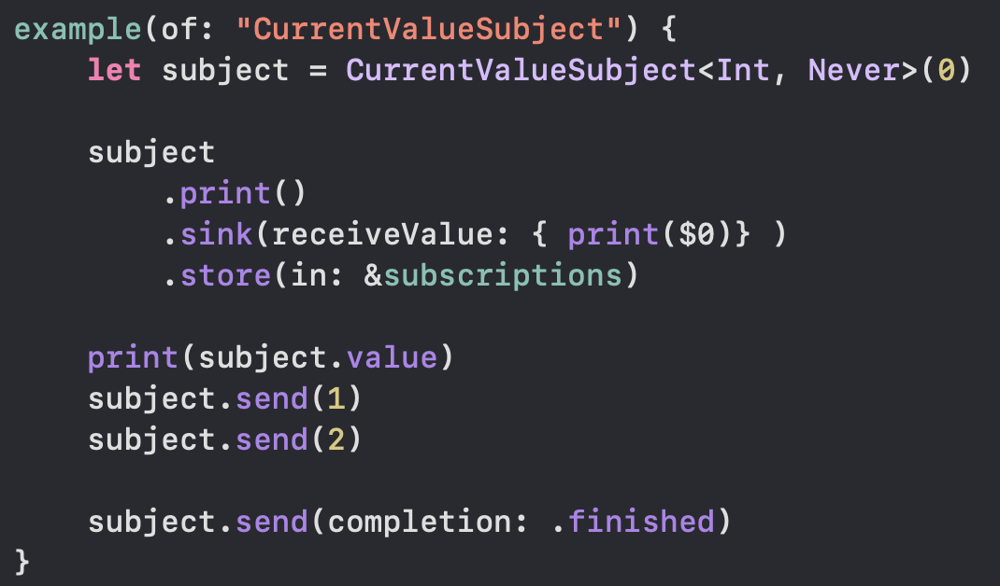 example(of: "CurrentValueSubject") {
    let subject = CurrentValueSubject<Int, Never>(0)

    subject
        .print()
        .sink(receiveValue: { print($0)} )
        .store(in: &subscriptions)

    print(subject.value)
    subject.send(1)
    subject.send(2)

    subject.send(completion: .finished)
}